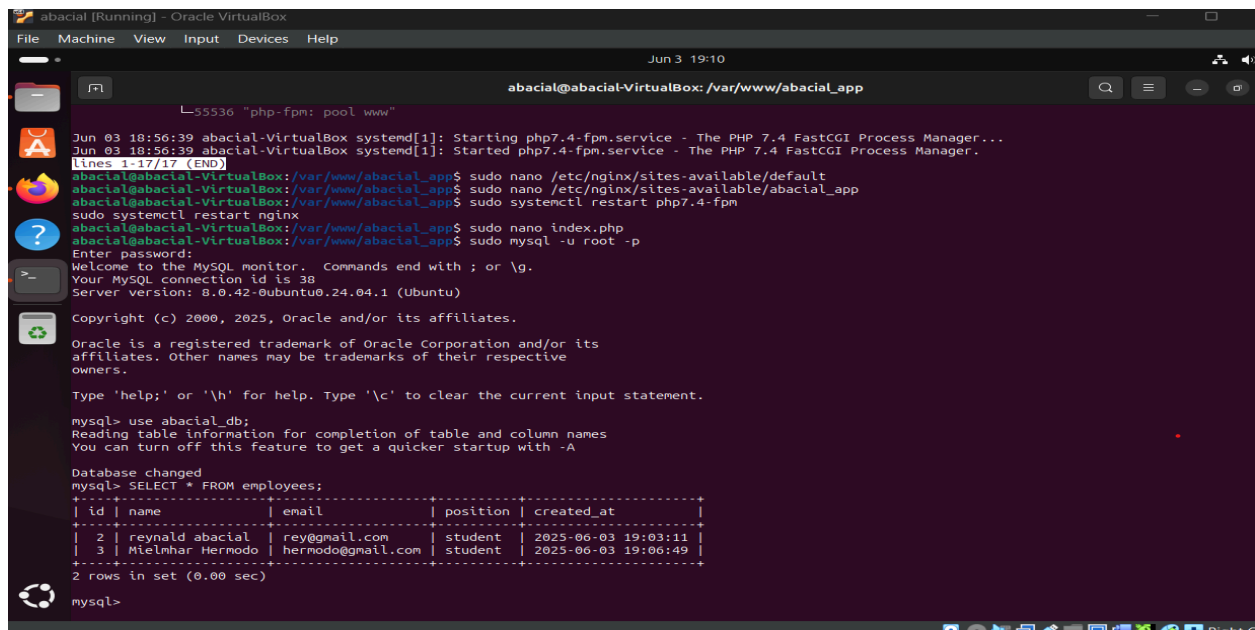 abacial [Running] - Oracle VirtualBox
File Machine View Input Devices Help
Jun 3 19:10
abacial@abacial-VirtualBox: /var/www/abacial_app
└─55536 "php-fpm: pool www"
Jun 03 18:56:39 abacial-VirtualBox systemd[1]: Starting php7.4-fpm.service - The PHP 7.4 FastCGI Process Manager...
Jun 03 18:56:39 abacial-VirtualBox systemd[1]: Started php7.4-fpm.service - The PHP 7.4 FastCGI Process Manager.
lines 1-17/17 (END)
abacial@abacial-VirtualBox:/var/www/abacial_app$ sudo nano /etc/nginx/sites-available/default
abacial@abacial-VirtualBox:/var/www/abacial_app$ sudo nano /etc/nginx/sites-available/abacial_app
abacial@abacial-VirtualBox:/var/www/abacial_app$ sudo systemctl restart php7.4-fpm
sudo systemctl restart nginx
abacial@abacial-VirtualBox:/var/www/abacial_app$ sudo nano index.php
abacial@abacial-VirtualBox:/var/www/abacial_app$ sudo mysql -u root -p
Enter password:
Welcome to the MySQL monitor.  Commands end with ; or \g.
Your MySQL connection id is 38
Server version: 8.0.42-0ubuntu0.24.04.1 (Ubuntu)
Copyright (c) 2000, 2025, Oracle and/or its affiliates.
Oracle is a registered trademark of Oracle Corporation and/or its
affiliates. Other names may be trademarks of their respective
owners.
Type 'help;' or '\h' for help. Type '\c' to clear the current input statement.
mysql> use abacial_db;
Reading table information for completion of table and column names
You can turn off this feature to get a quicker startup with -A
Database changed
mysql> SELECT * FROM employees;
+----+------------------+-------------------+----------+---------------------+
| id | name             | email             | position | created_at          |
+----+------------------+-------------------+----------+---------------------+
|  2 | reynald abacial  | rey@gmail.com     | student  | 2025-06-03 19:03:11 |
|  3 | Mielmhar Hermodo | hermodo@gmail.com | student  | 2025-06-03 19:06:49 |
+----+------------------+-------------------+----------+---------------------+
2 rows in set (0.00 sec)
mysql>